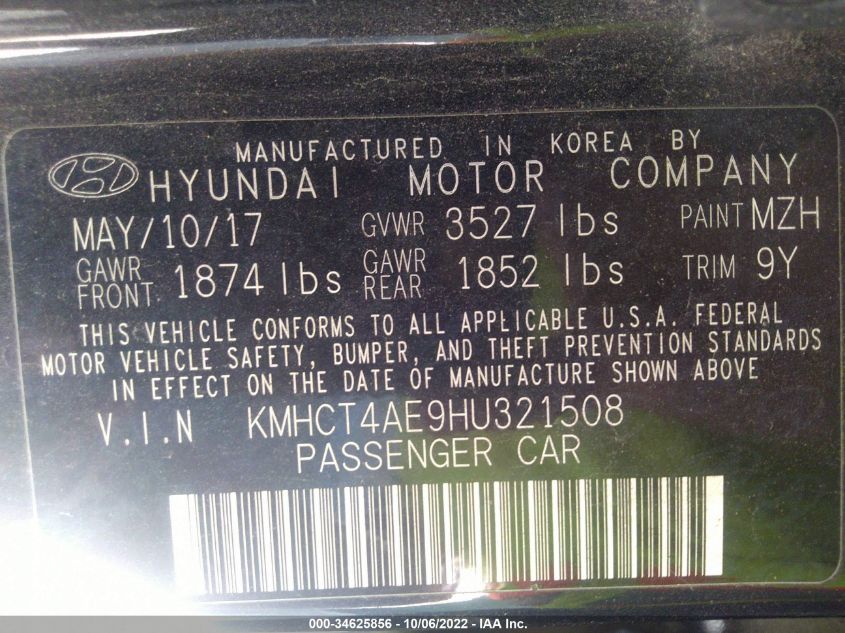 MANUFACTURED IN KOREA BY
HYUNDAI MOTOR COMPANY
MAY/10/17 GVWR 3527 lbs PAINT MZH
GAWR FRONT 1874 lbs GAWR REAR 1852 lbs TRIM 9Y
THIS VEHICLE CONFORMS TO ALL APPLICABLE U.S.A. FEDERAL
MOTOR VEHICLE SAFETY, BUMPER, AND THEFT PREVENTION STANDARDS
IN EFFECT ON THE DATE OF MANUFACTURE SHOWN ABOVE
V.I.N KMHCT4AE9HU321508
PASSENGER CAR
000-34625856 - 10/06/2022 - IAA Inc.